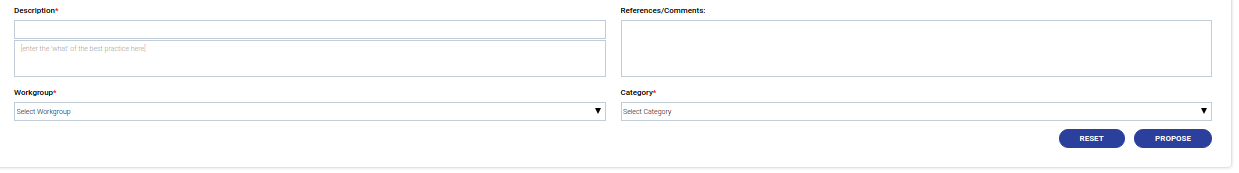 Description*
References/Comments:
[enter the 'what' of the best practice here]
Workgroup*
Category*
Select Workgroup
Select Category
RESET
PROPOSE